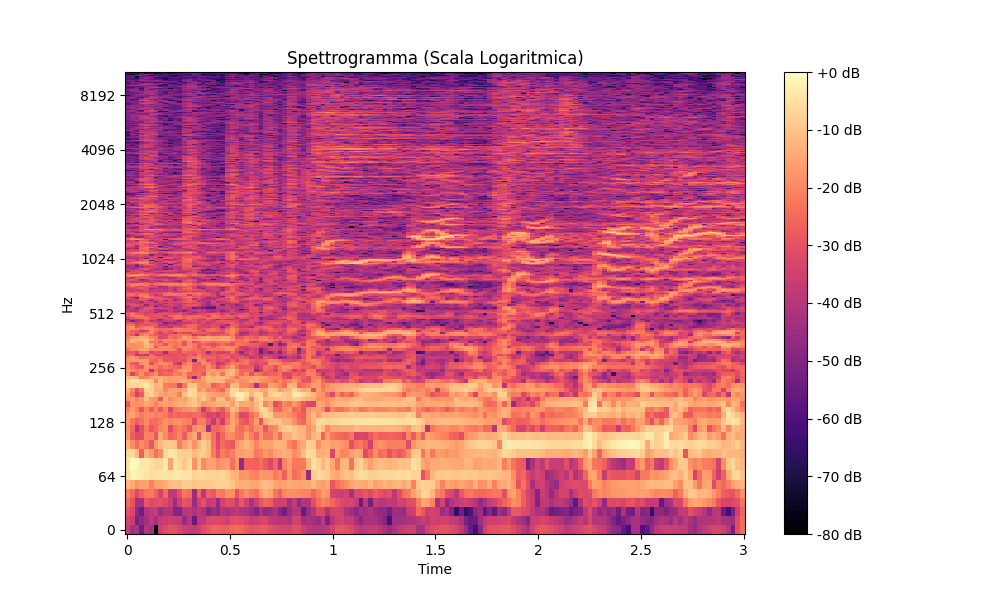 Spettrogramma (Scala Logaritmica)
8192
4096
2048
1024
512
256
128
64
0
Hz
0
0.5
1
1.5
2
2.5
3
Time
+0 dB
-10 dB
-20 dB
-30 dB
-40 dB
-50 dB
-60 dB
-70 dB
-80 dB